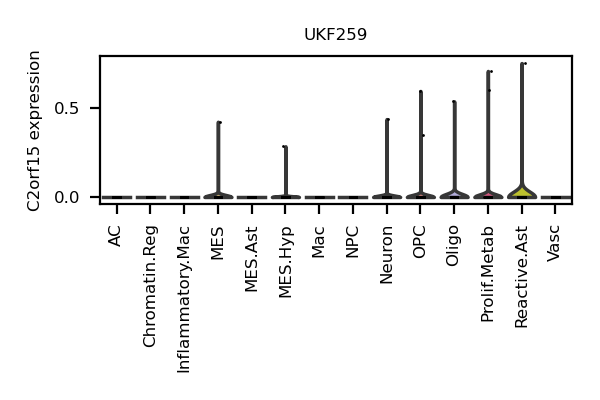 UKF259
C2orf15 expression
0.5
0.0
AC
Chromatin.Reg
Inflammatory.Mac
MES
MES.Ast
MES.Hyp
Mac
NPC
Neuron
OPC
Oligo
Prolif.Metab
Reactive.Ast
Vasc